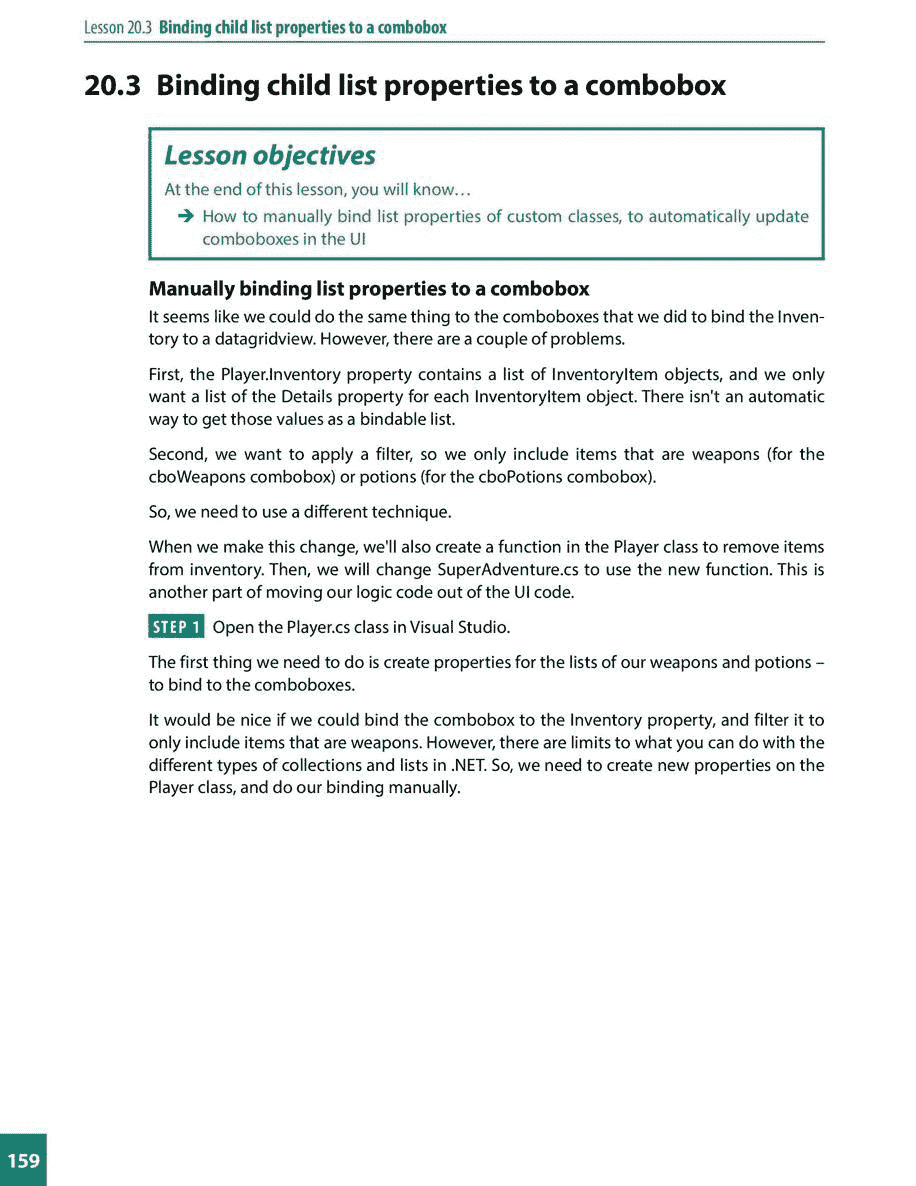 Lesson 20.3 Binding child list properties to a combobox
20.3 Binding child list properties to a combobox
Lesson objectives
At the end of this lesson, you will know…
➔ How to manually bind list properties of custom classes, to automatically update
comboboxes in the UI
Manually binding list properties to a combobox
It seems like we could do the same thing to the comboboxes that we did to bind the Inven-
tory to a datagridview. However, there are a couple of problems.
First, the Player.Inventory property contains a list of InventoryItem objects, and we only
want a list of the Details property for each InventoryItem object. There isn't an automatic
way to get those values as a bindable list.
Second, we want to apply a filter, so we only include items that are weapons (for the
cboWeapons combobox) or potions (for the cboPotions combobox).
So, we need to use a different technique.
When we make this change, we'll also create a function in the Player class to remove items
from inventory. Then, we will change SuperAdventure.cs to use the new function. This is
another part of moving our logic code out of the UI code.
STEP 1 Open the Player.cs class in Visual Studio.
The first thing we need to do is create properties for the lists of our weapons and potions –
to bind to the comboboxes.
It would be nice if we could bind the combobox to the Inventory property, and filter it to
only include items that are weapons. However, there are limits to what you can do with the
different types of collections and lists in .NET. So, we need to create new properties on the
Player class, and do our binding manually.
159